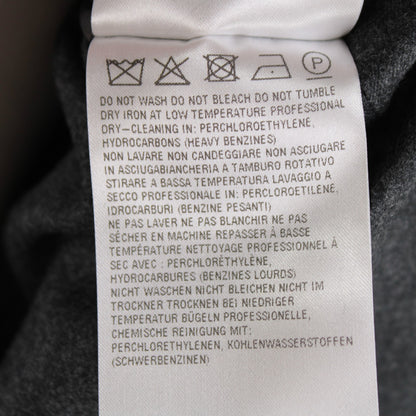 P
DO NOT WASH DO NOT BLEACH DO NOT TUMBLE
DRY IRON AT LOW TEMPERATURE PROFESSIONAL
DRY-CLEANING IN: PERCHLOROETHYLENE,
HYDROCARBONS (HEAVY BENZINES)
NON LAVARE NON CANDEGGIARE NON ASCIUGARE
IN ASCIUGABIANCHERIA A TAMBURO ROTATIVO
STIRARE A BASSA TEMPERATURA LAVAGGIO A
SECCO PROFESSIONALE IN: PERCLOROETILENE,
IDROCARBURI (BENZINE PESANTI)
NE PAS LAVER NE PAS BLANCHIR NE PAS
SÉCHER EN MACHINE REPASSER À BASSE
TEMPÉRATURE NETTOYAGE PROFESSIONNEL À
SEC AVEC : PERCHLORÉTHYLÈNE,
HYDROCARBURES (BENZINES LOURDS)
NICHT WASCHEN NICHT BLEICHEN NICHT IM
TROCKNER TROCKNEN BEI NIEDRIGER
TEMPERATUR BÜGELN PROFESSIONELLE,
CHEMISCHE REINIGUNG MIT:
PERCHLORETHYLENEN, KOHLENWASSERSTOFFEN
(SCHWERBENZINEN)